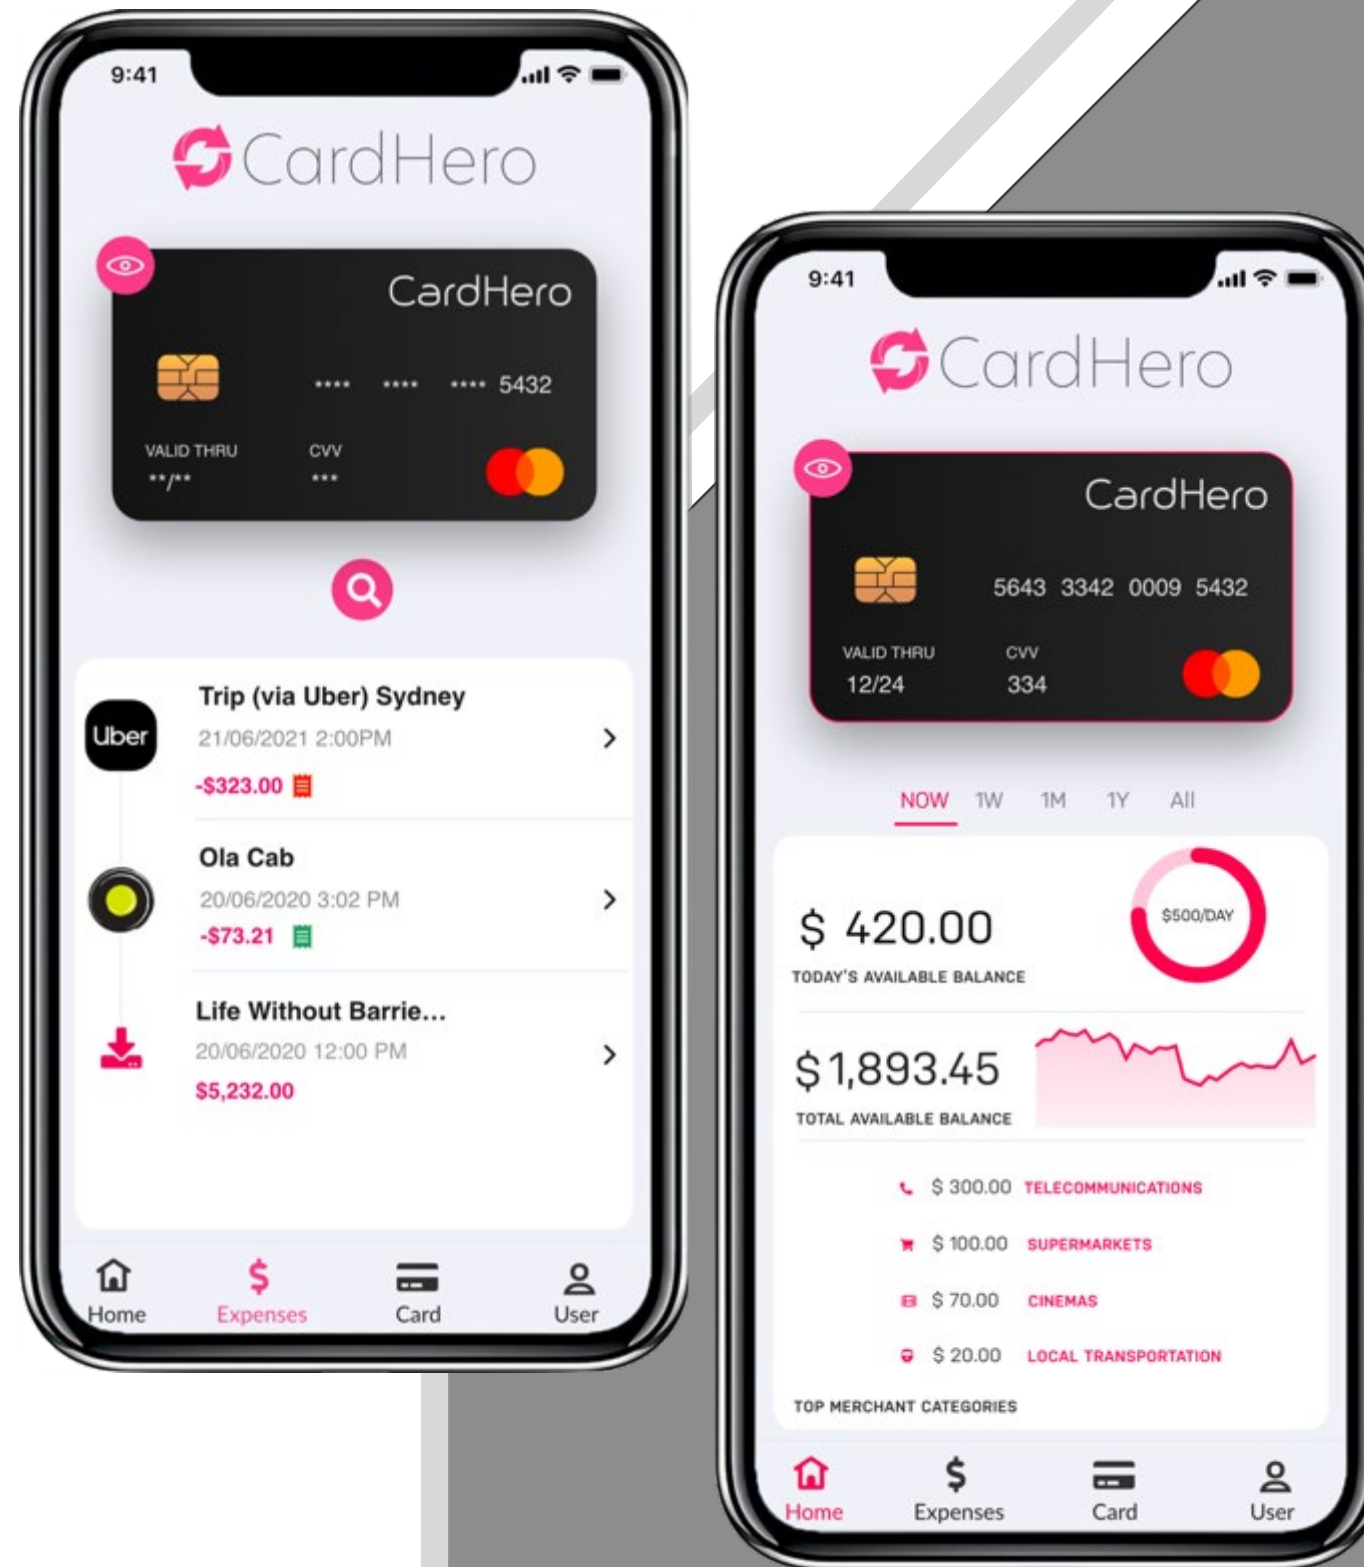 9:41
CardHero
CardHero
**** **** **** 5432
VALID THRU CVV
**/** ***
Uber
Trip (via Uber) Sydney
21/06/2021 2:00PM
-$323.00
Ola Cab
20/06/2020 3:02 PM
-$73.21
Life Without Barrie...
20/06/2020 12:00 PM
$5,232.00
Home Expenses Card User
9:41
CardHero
CardHero
5643 3342 0009 5432
VALID THRU CVV
12/24 334
NOW 1W 1M 1Y All
$ 420.00
$500/DAY
TODAY'S AVAILABLE BALANCE
$1,893.45
TOTAL AVAILABLE BALANCE
$ 300.00 TELECOMMUNICATIONS
$ 100.00 SUPERMARKETS
$ 70.00 CINEMAS
$ 20.00 LOCAL TRANSPORTATION
TOP MERCHANT CATEGORIES
Home Expenses Card User